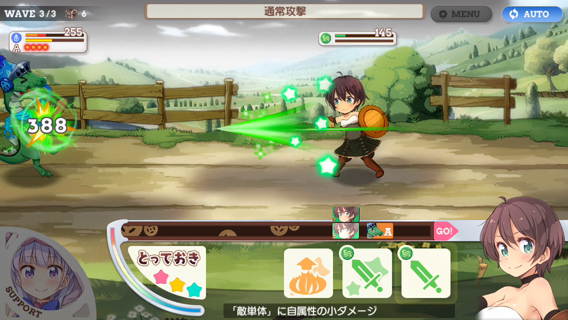 WAVE 3/3
6
通常攻撃
MENU
AUTO
255
A
145
388
A
GO!
とっておき
SUPPORT
「敵単体」に自属性の小ダメージ